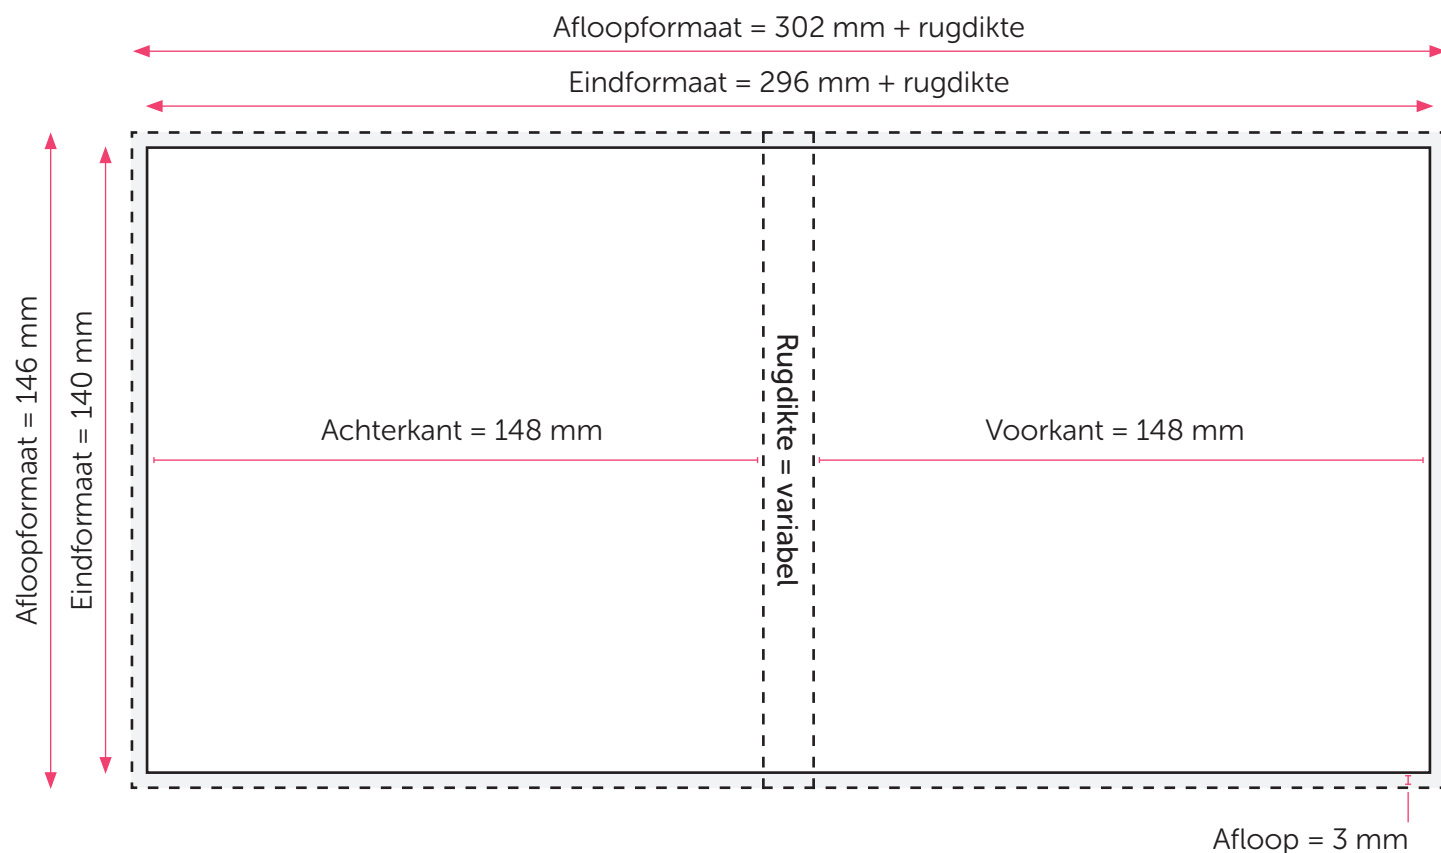 Afloopformaat = 302 mm + rugdikte
Eindformaat = 296 mm + rugdikte
Afloopformaat = 146 mm
Eindformaat = 140 mm
Achterkant = 148 mm
Rugdikte = variabel
Voorkant = 148 mm
Afloop = 3 mm